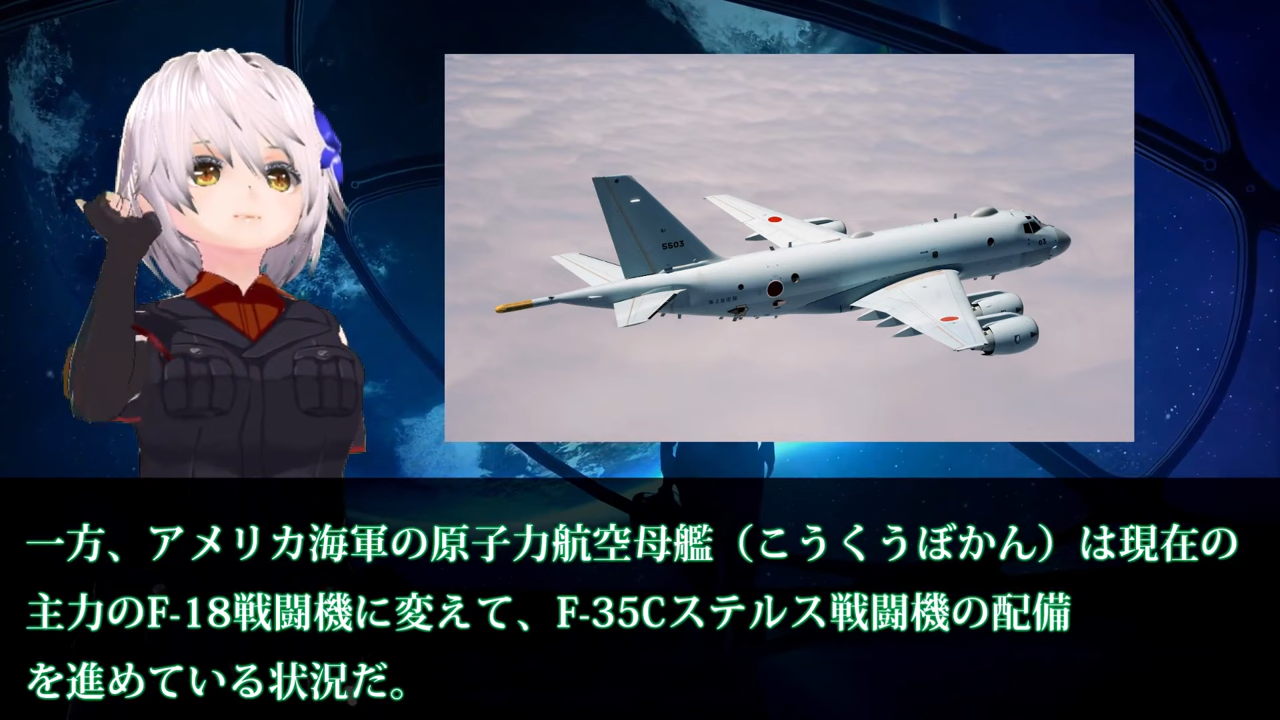 5503
03
一方、アメリカ海軍の原子力航空母艦（こうくうぼかん）は現在の
主力のF-18戦闘機に変えて、F-35Cステルス戦闘機の配備
を進めている状況だ。